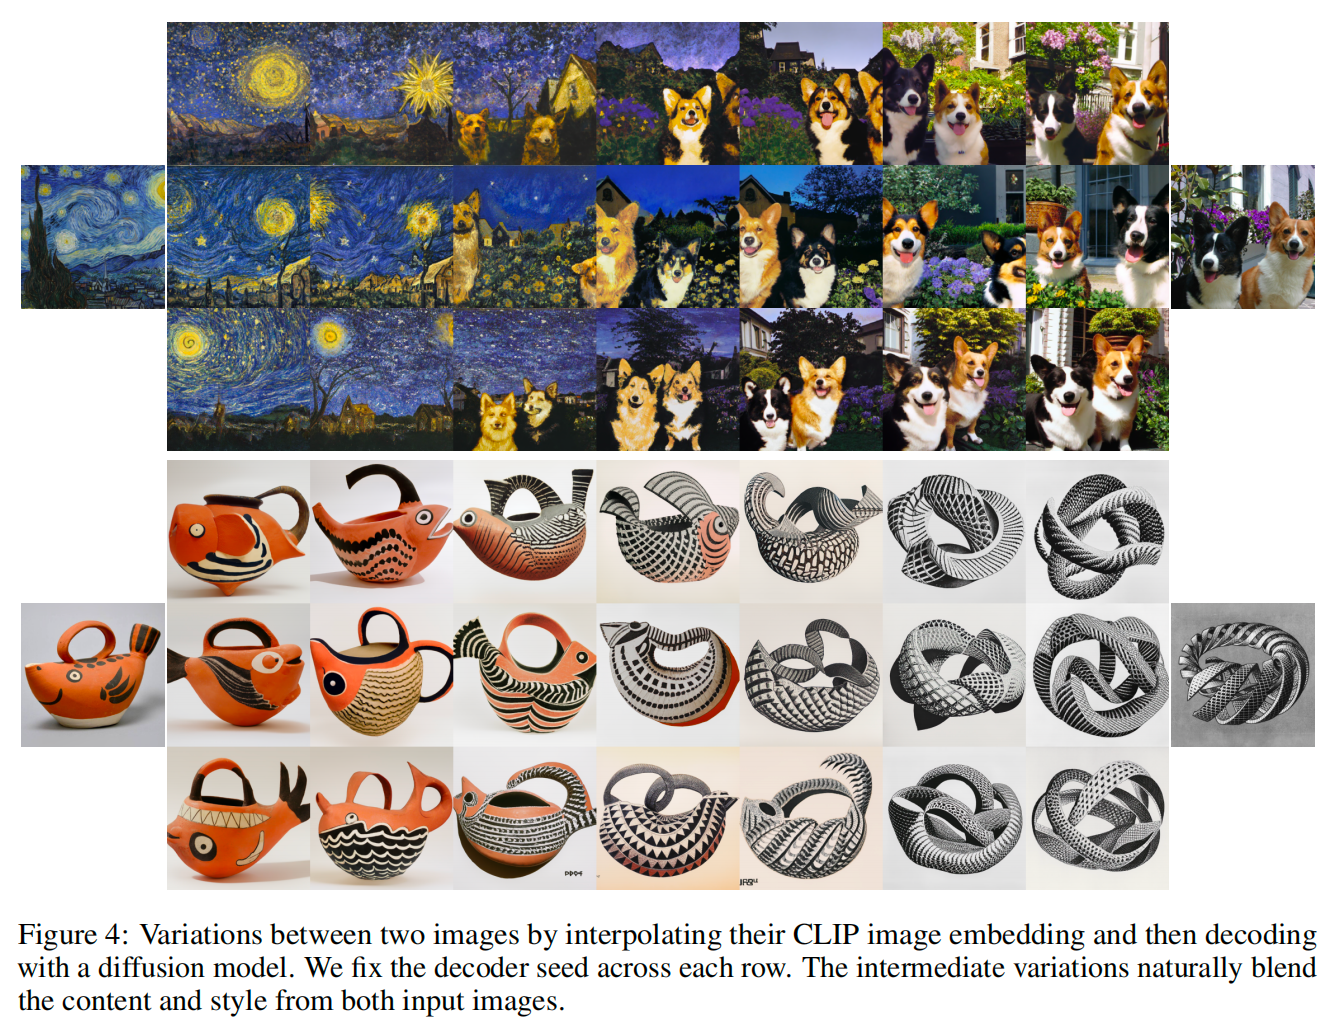 Figure 4: Variations between two images by interpolating their CLIP image embedding and then decoding
with a diffusion model. We fix the decoder seed across each row. The intermediate variations naturally blend
the content and style from both input images.